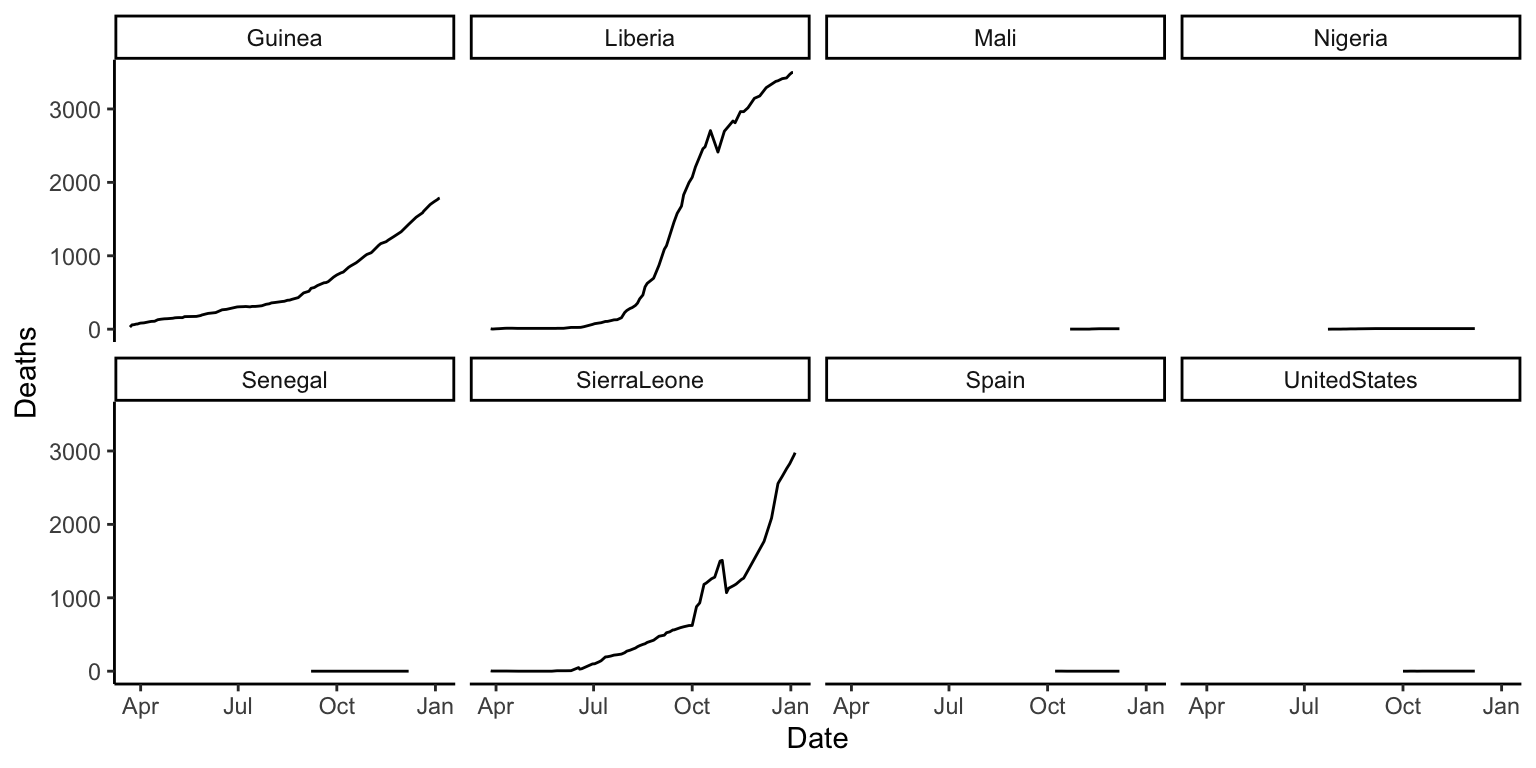 Guinea Liberia Mali Nigeria
3000
2000
1000
0
Deaths
Senegal SierraLeone Spain UnitedStates
3000
2000
1000
0
Apr Jul Oct Jan Apr Jul Oct Jan Apr Jul Oct Jan Apr Jul Oct Jan
Date